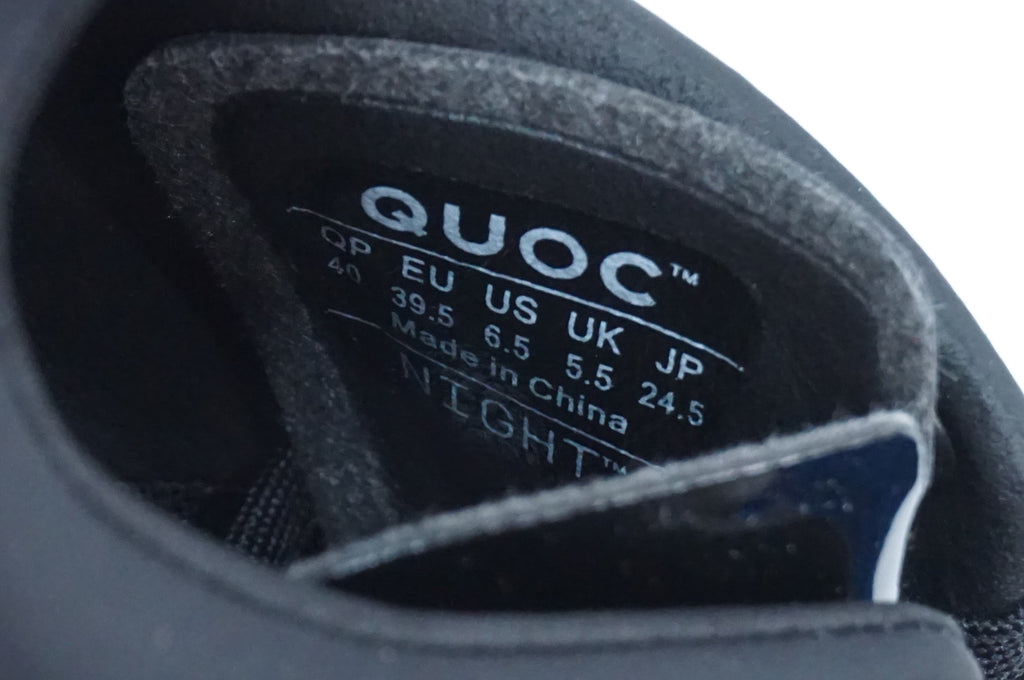 QUOC™
QP EU US UK JP
40 39.5 6.5 5.5 24.5
Made in China
NIGHT™